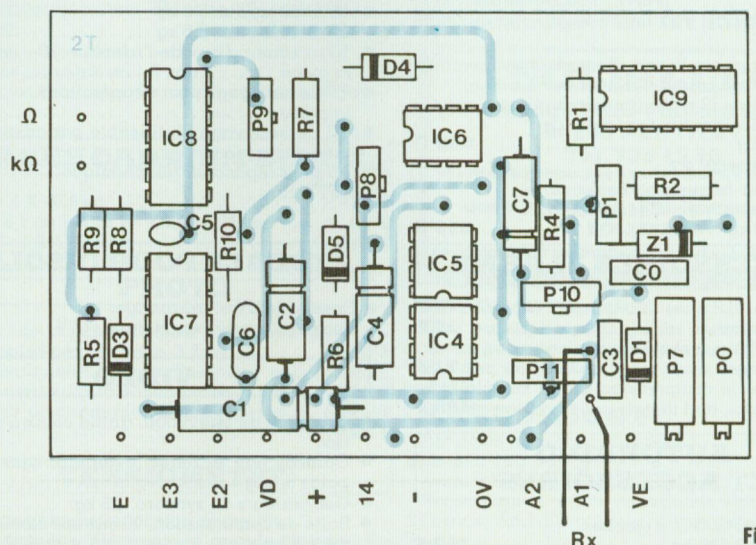 2T
D4
IC9
IC8
P9
R7
R1
IC6
Ω
kΩ
P8
C7
R4
P1
R2
R9
R8
C5
R10
D5
Z1
IC5
C0
P10
IC7
C2
C4
IC4
R5
D3
C6
R6
C3
D1
P7
P0
P11
C1
E
E3
E2
VD
+
14
-
0V
A2
A1
VE
Rx
Fi